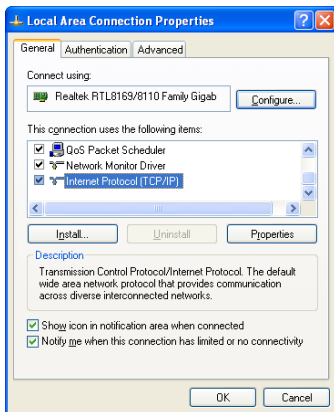 Local Area Connection Properties
General
Authentication
Advanced
Connect using:
Realtek RTL8169/8110 Family Gigab
Configure...
This connection uses the following items:
QoS Packet Scheduler
Network Monitor Driver
Internet Protocol (TCP/IP)
Install...
Uninstall
Properties
Description
Transmission Control Protocol/Internet Protocol. The default
wide area network protocol that provides communication
across diverse interconnected networks.
Show icon in notification area when connected
Notify me when this connection has limited or no connectivity
OK
Cancel